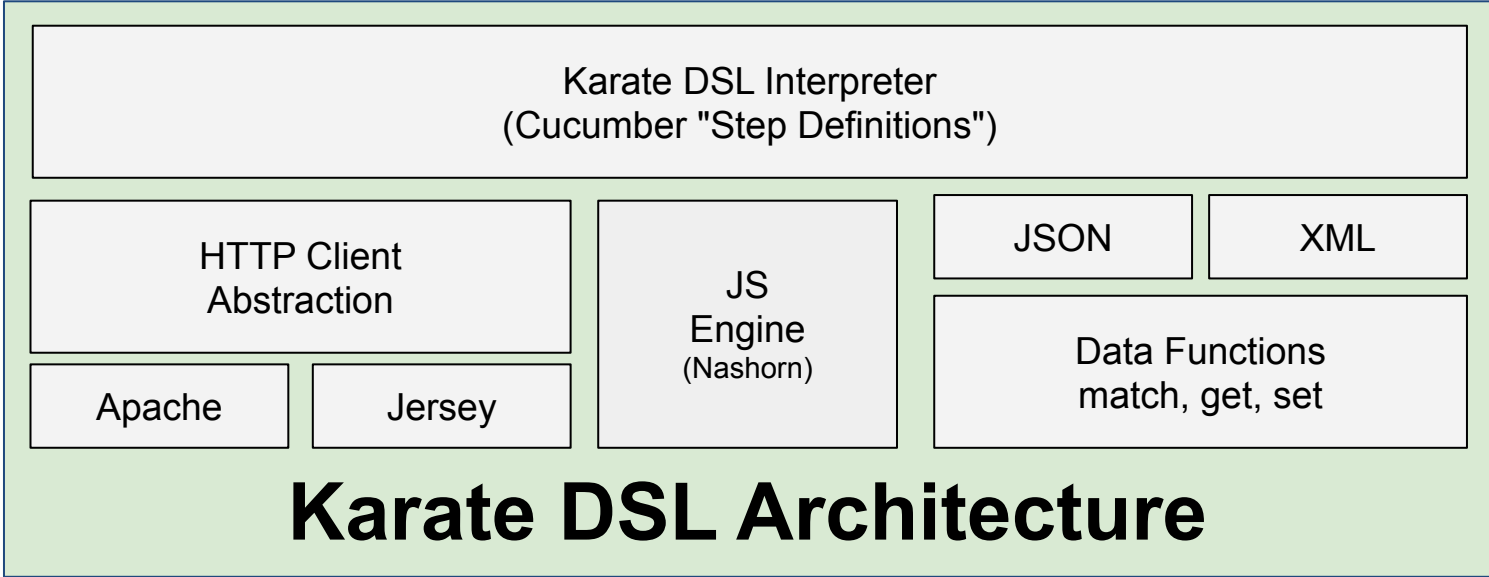 Karate DSL Interpreter
(Cucumber "Step Definitions")
HTTP Client
Abstraction
Apache
Jersey
JS
Engine
(Nashorn)
JSON
XML
Data Functions
match, get, set
Karate DSL Architecture